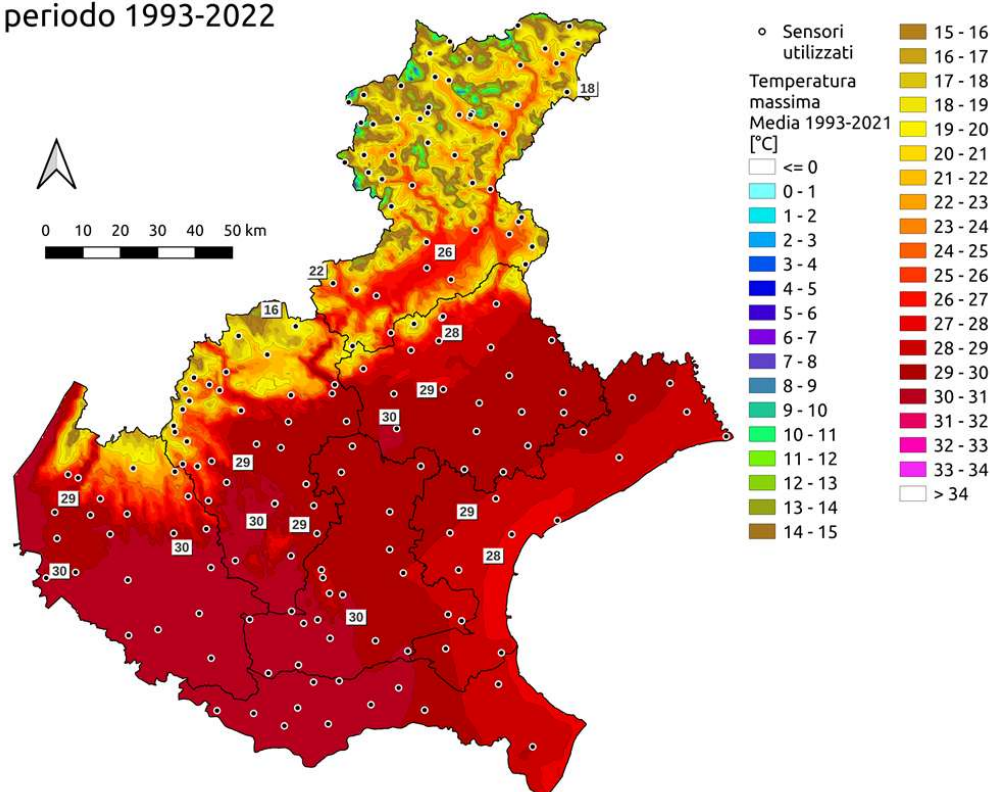 periodo 1993-2022
Sensori
utilizzati
Temperatura
massima
Media 1993-2021
[°C]
<= 0
0 - 1
1 - 2
2 - 3
3 - 4
4 - 5
5 - 6
6 - 7
7 - 8
8 - 9
9 - 10
10 - 11
11 - 12
12 - 13
13 - 14
14 - 15
15 - 16
16 - 17
17 - 18
18 - 19
19 - 20
20 - 21
21 - 22
22 - 23
23 - 24
24 - 25
25 - 26
26 - 27
27 - 28
28 - 29
29 - 30
30 - 31
31 - 32
32 - 33
33 - 34
> 34
0 10 20 30 40 50 km
18
26
22
16
28
29
30
29
29
30
29
29
30
28
30
30